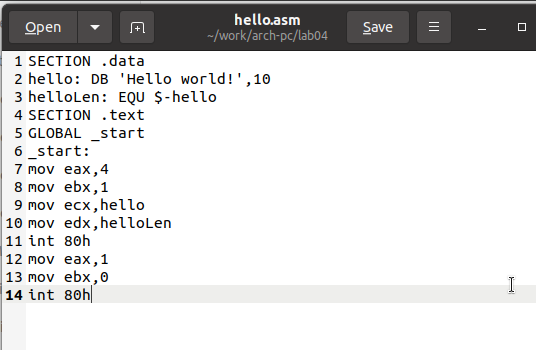 hello.asm
Open
~/work/arch-pc/lab04
Save
1 SECTION .data
2 hello: DB 'Hello world!',10
3 helloLen: EQU $-hello
4 SECTION .text
5 GLOBAL _start
6 _start:
7 mov eax,4
8 mov ebx,1
9 mov ecx,hello
10 mov edx,helloLen
11 int 80h
12 mov eax,1
13 mov ebx,0
14 int 80h